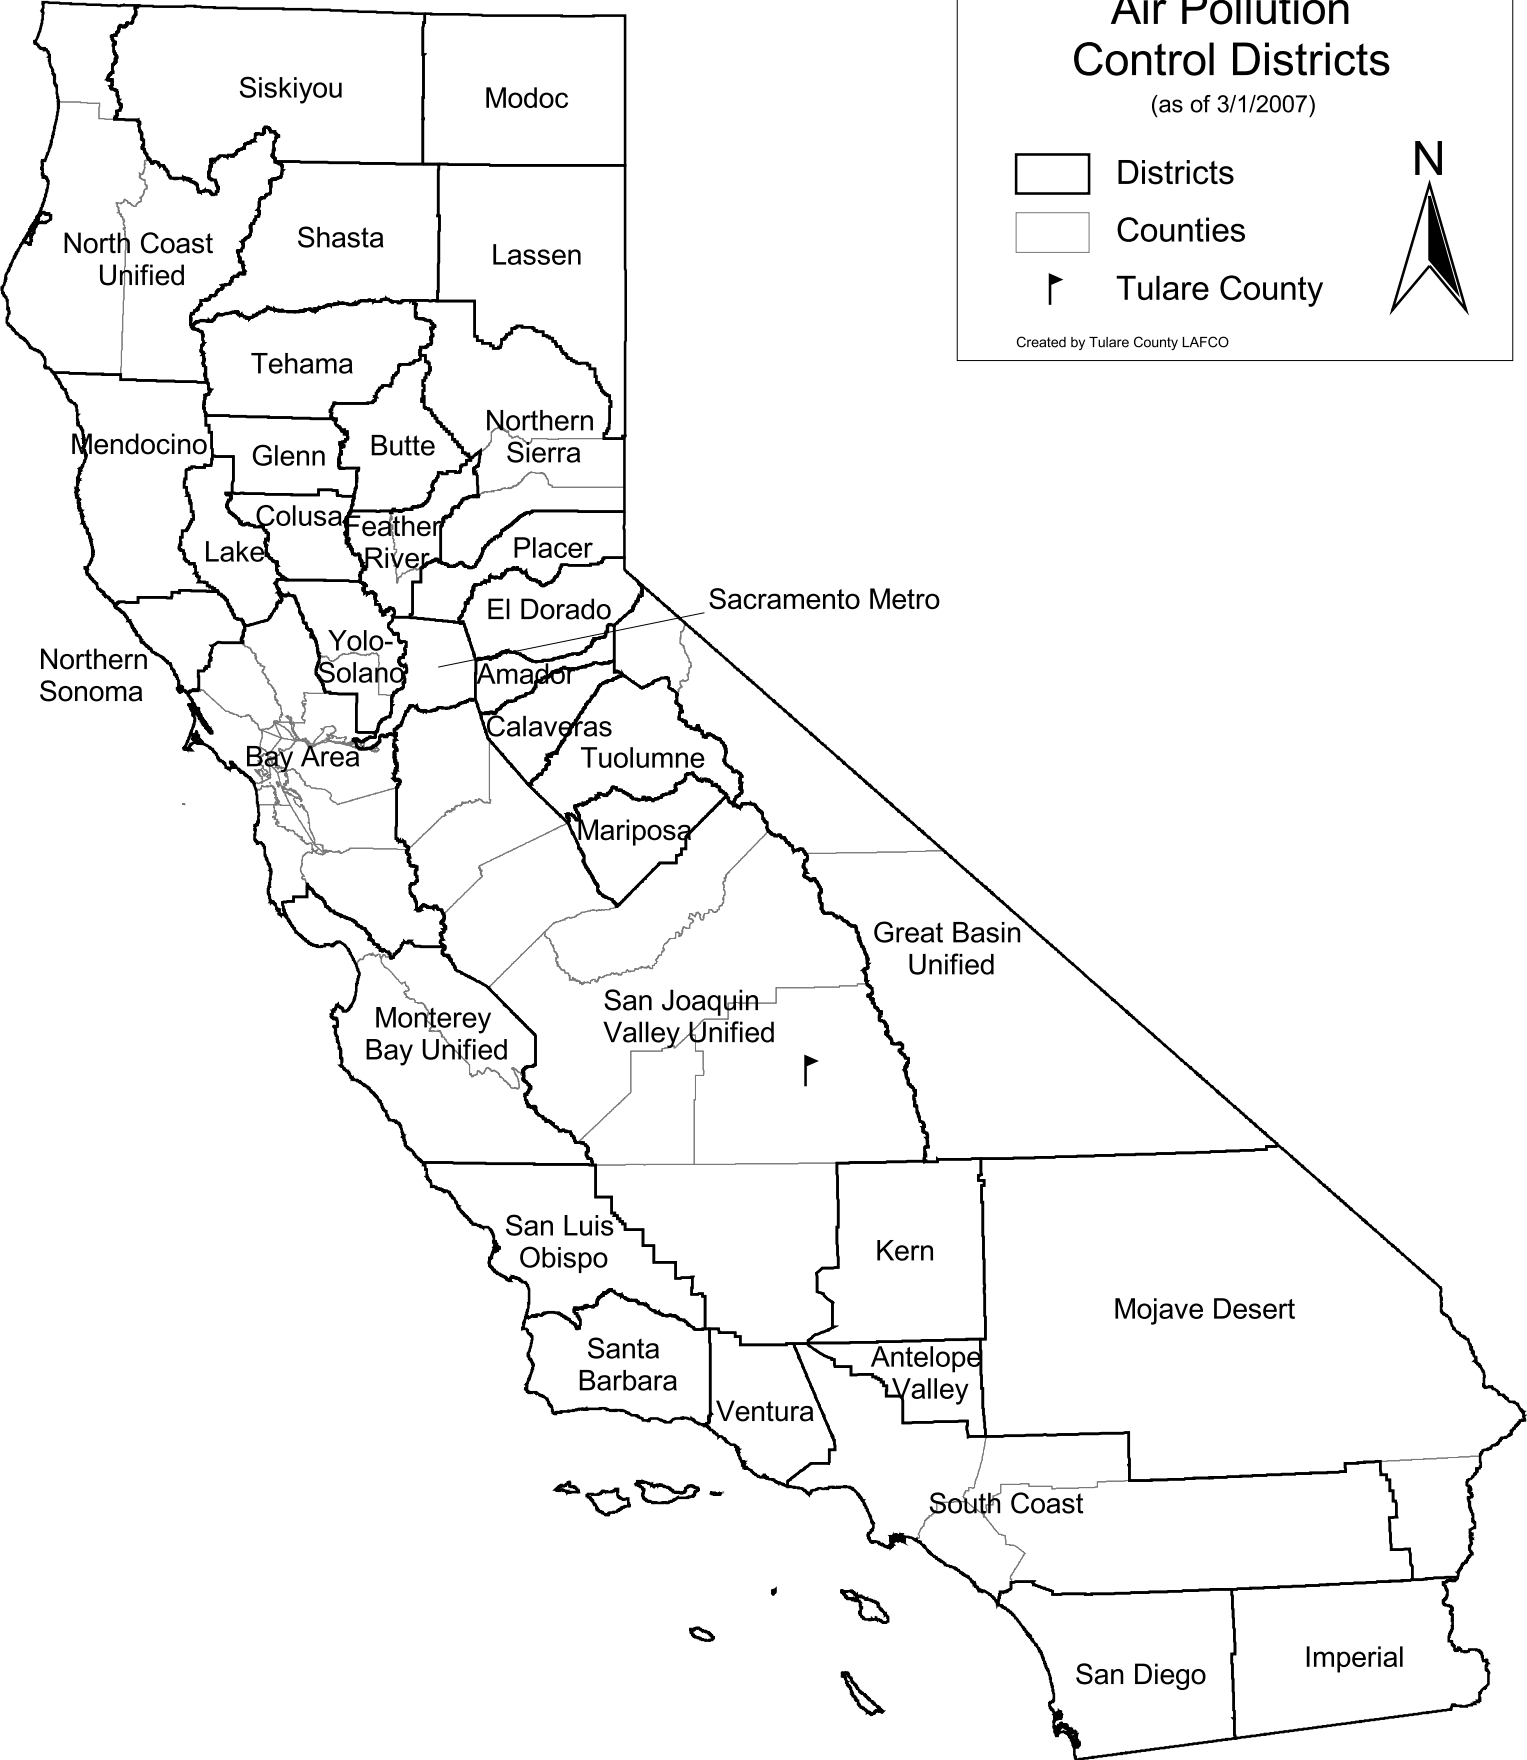 Air Pollution
Control Districts
(as of 3/1/2007)
N
Districts
Counties
Tulare County
Created by Tulare County LAFCO
Siskiyou
Modoc
North Coast
Unified
Shasta
Lassen
Tehama
Mendocino
Glenn
Butte
Northern
Sierra
Colusa
Feather
River
Lake
Placer
El Dorado
Sacramento Metro
Northern
Sonoma
Yolo-
Solano
Amador
Calaveras
Tuolumne
Bay Area
Mariposa
Great Basin
Unified
San Joaquin
Valley Unified
Monterey
Bay Unified
San Luis
Obispo
Kern
Mojave Desert
Santa
Barbara
Antelope
Valley
Ventura
South Coast
San Diego
Imperial